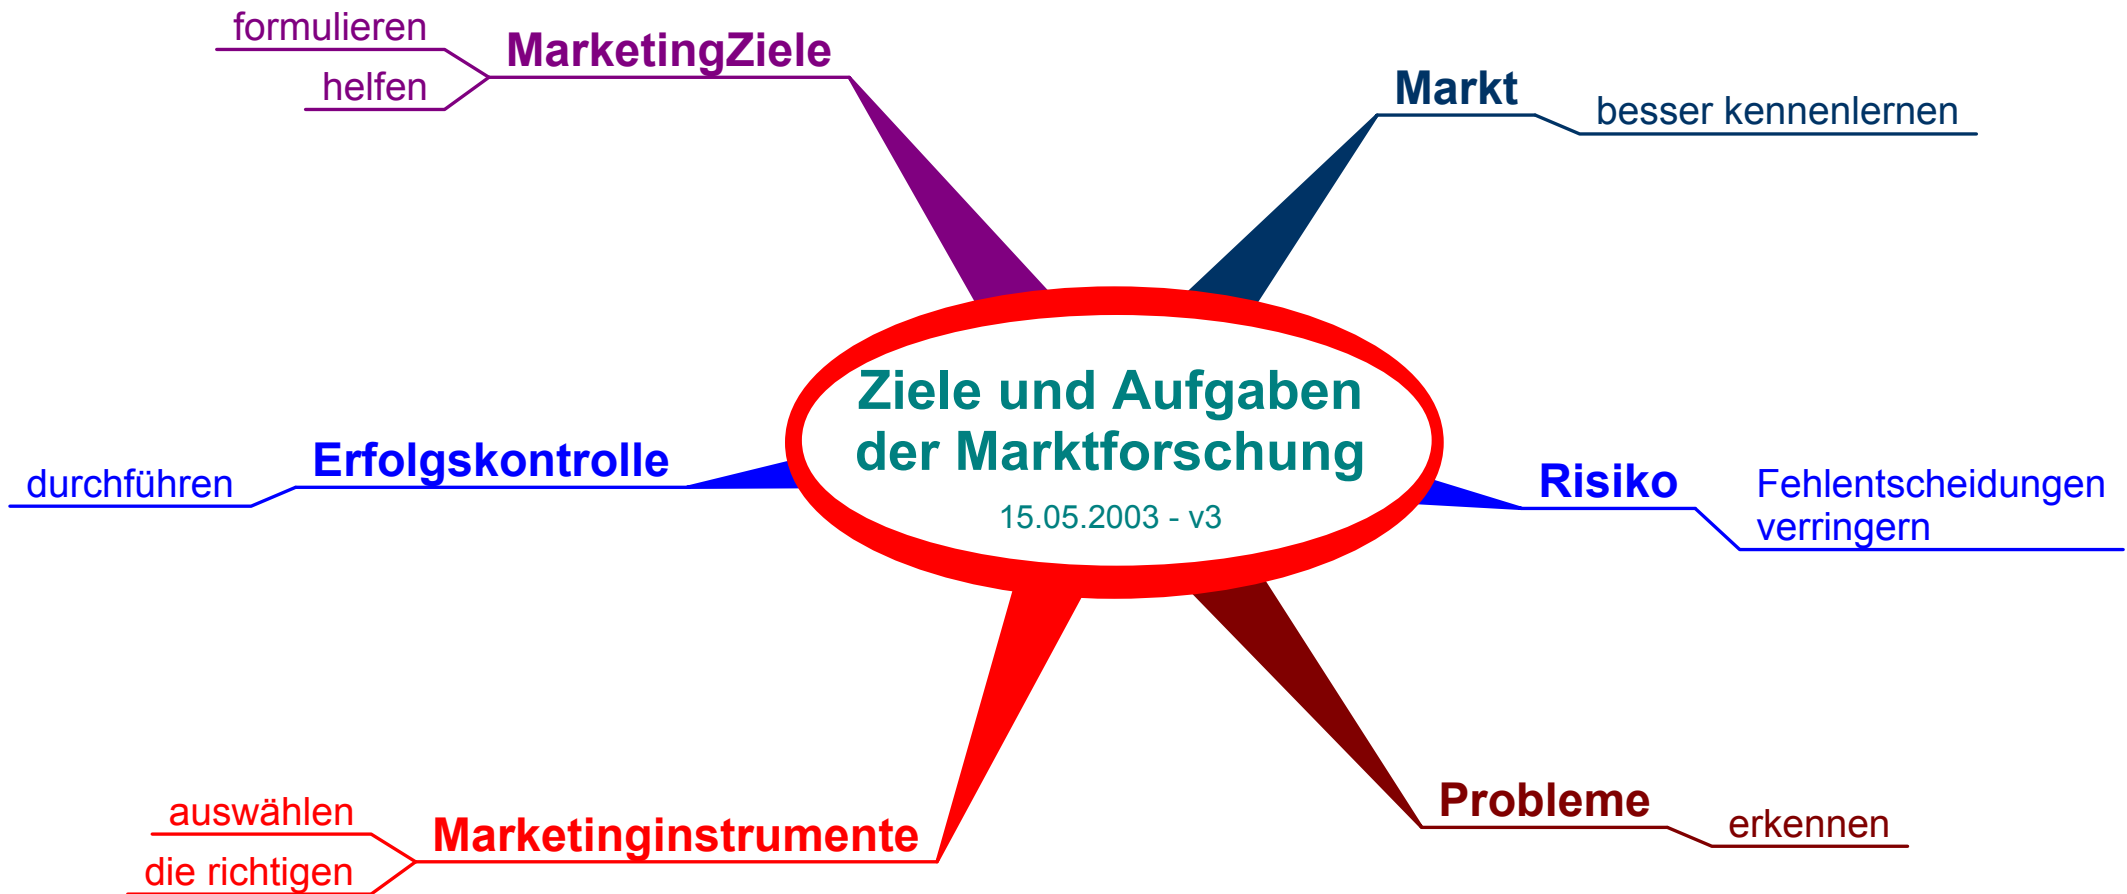 formulieren
helfen
MarketingZiele
Markt
besser kennenlernen
Ziele und Aufgaben
der Marktforschung
15.05.2003 - v3
durchführen
Erfolgskontrolle
Risiko
Fehlentscheidungen
verringern
auswählen
die richtigen
Marketinginstrumente
Probleme
erkennen